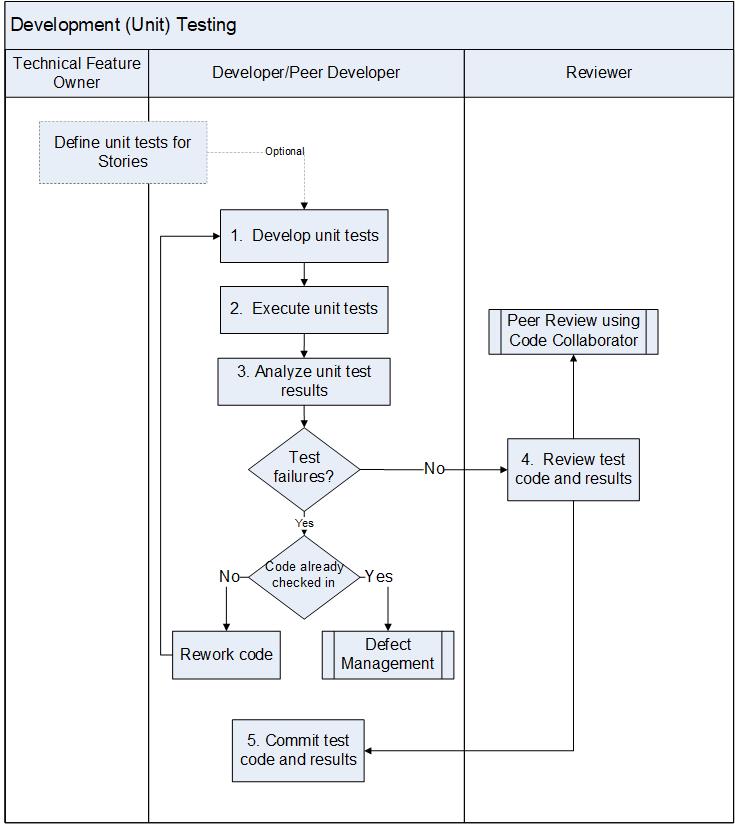 Development (Unit) Testing
Technical Feature
Owner
Developer/Peer Developer
Reviewer
Define unit tests for
Stories
Optional
1. Develop unit tests
2. Execute unit tests
Peer Review using
Code Collaborator
3. Analyze unit test
results
Test
failures?
No
4. Review test
code and results
Yes
Code already
checked in
No
Yes
Rework code
Defect
Management
5. Commit test
code and results